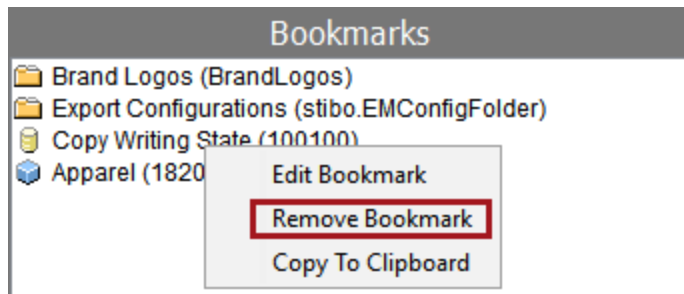 Bookmarks
Brand Logos (BrandLogos)
Export Configurations (stibo.EMConfigFolder)
Copy Writing State (100100)
Apparel (1820
Edit Bookmark
Remove Bookmark
Copy To Clipboard